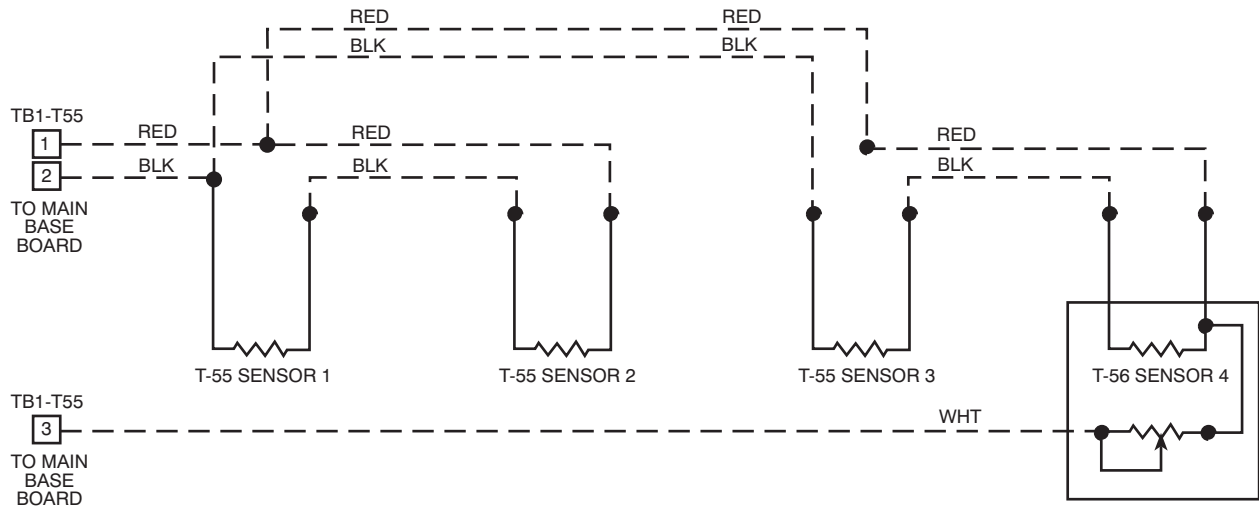 RED
RED
BLK
BLK
TB1-T55
1
RED
RED
RED
2
BLK
BLK
BLK
TO MAIN
BASE
BOARD
T-55 SENSOR 1
T-55 SENSOR 2
T-55 SENSOR 3
T-56 SENSOR 4
TB1-T55
3
WHT
TO MAIN
BASE
BOARD